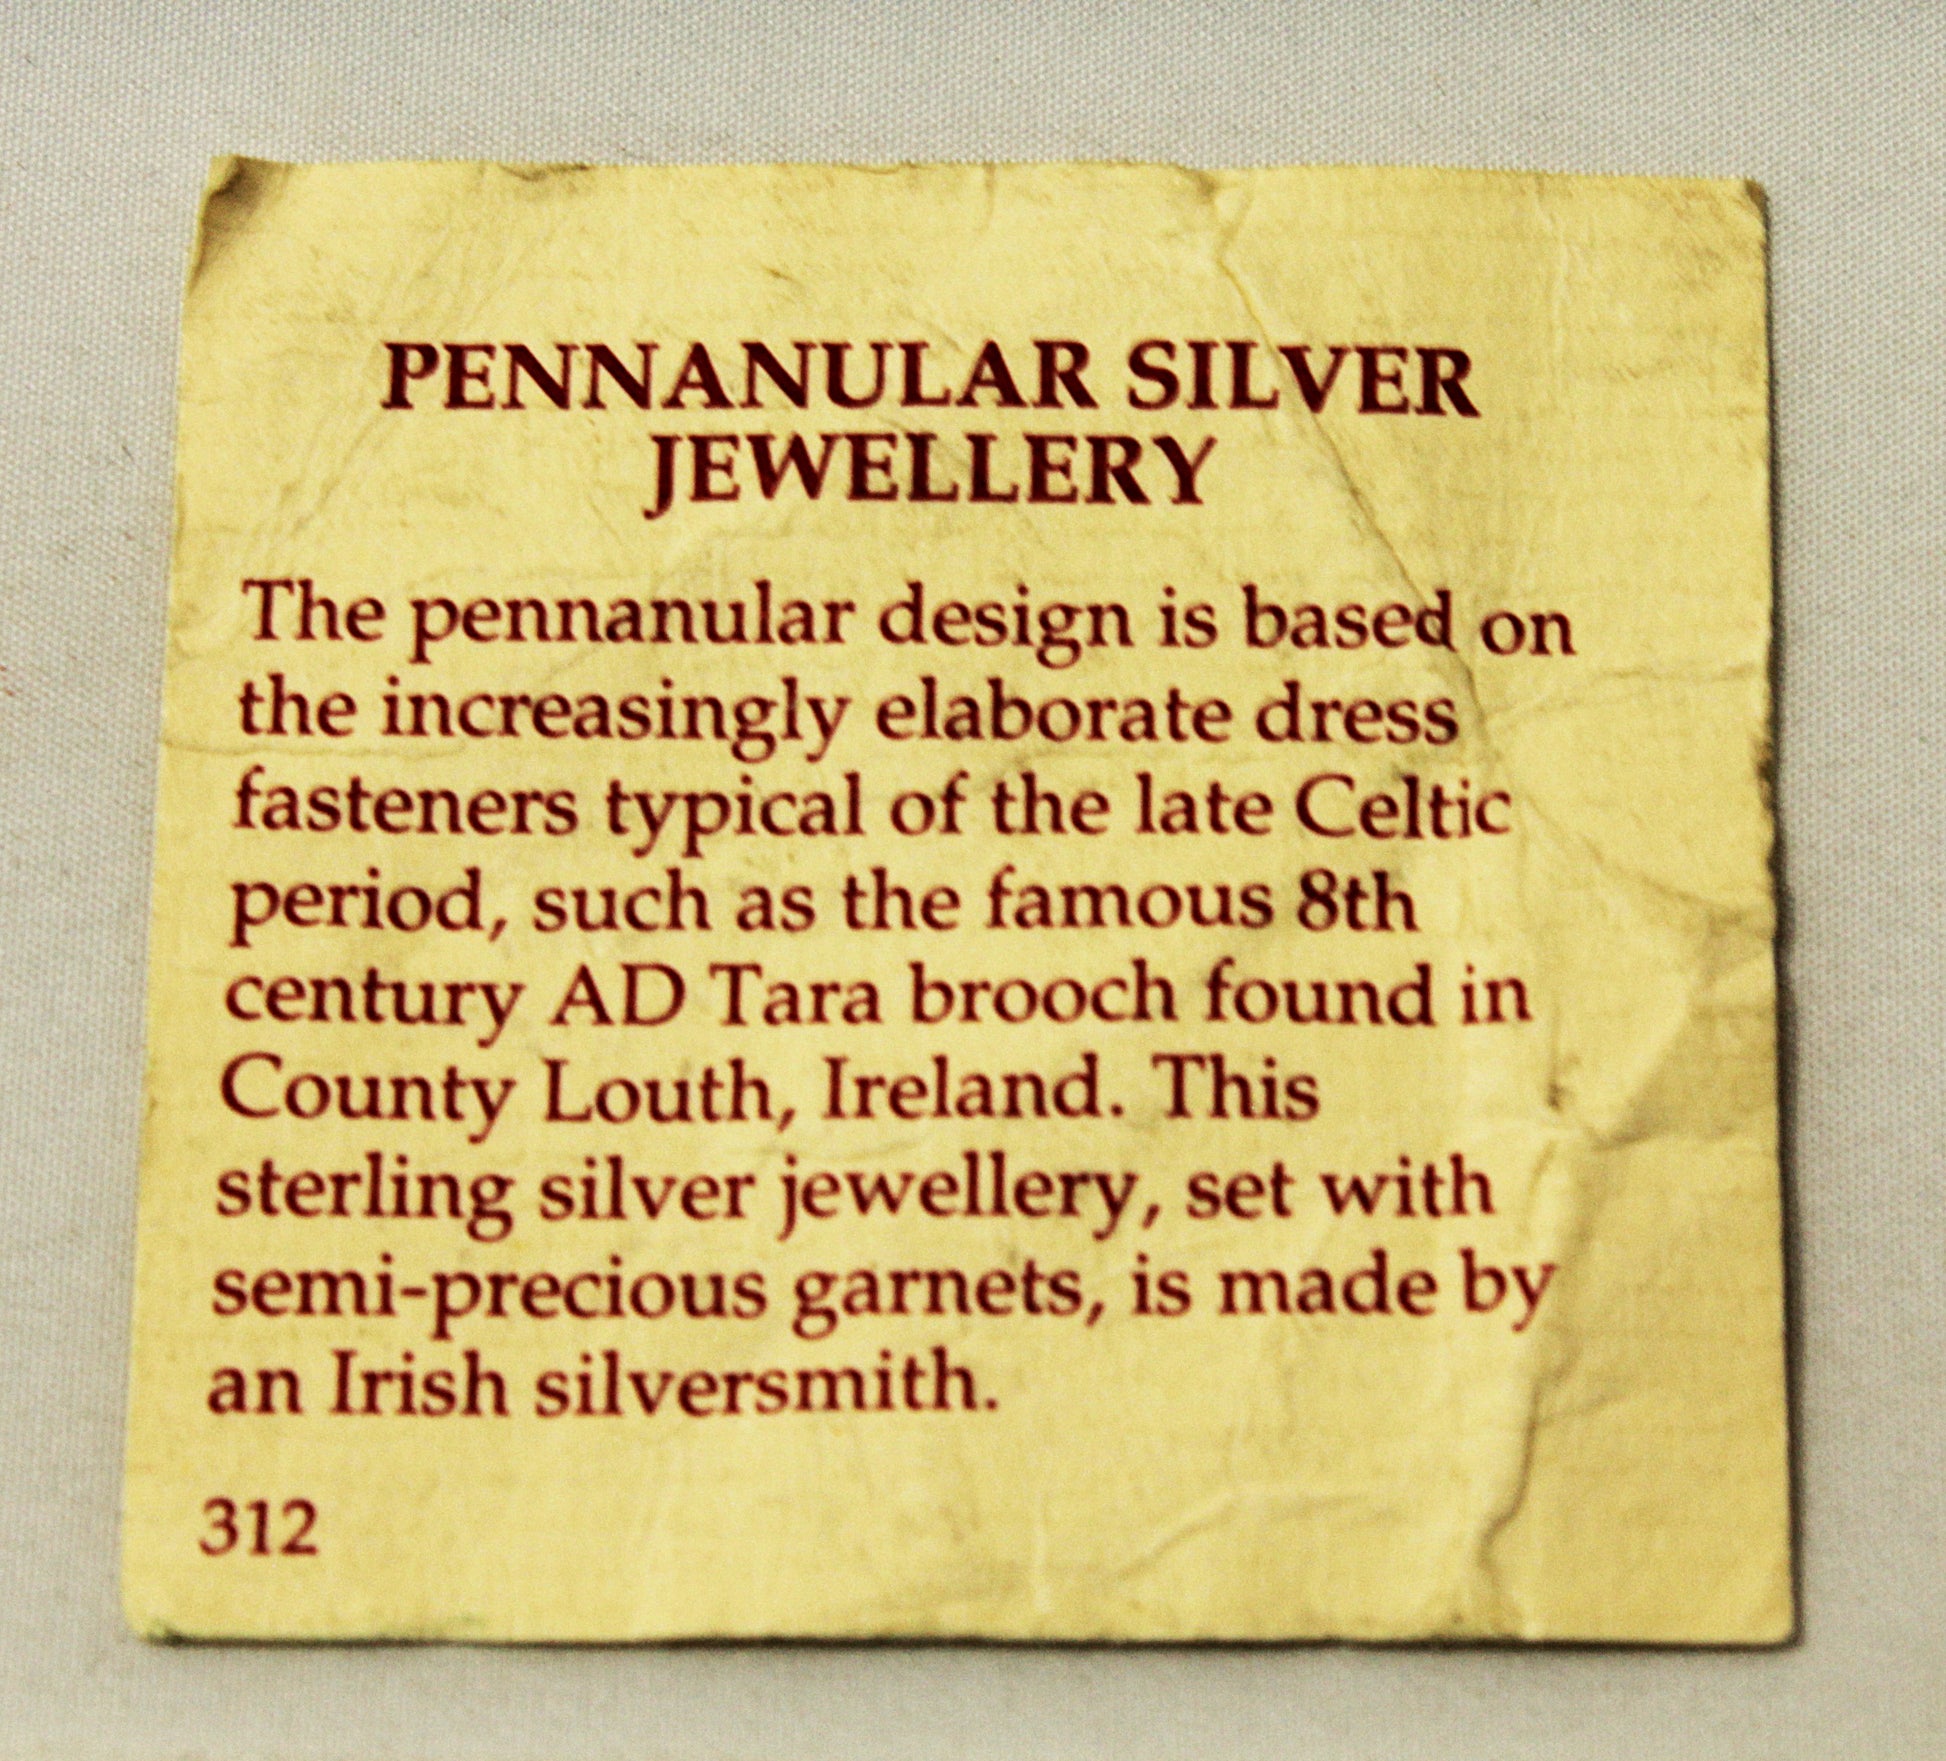 PENNANULAR SILVER
JEWELLERY
The pennanular design is based on
the increasingly elaborate dress
fasteners typical of the late Celtic
period, such as the famous 8th
century AD Tara brooch found in
County Louth, Ireland. This
sterling silver jewellery, set with
semi-precious garnets, is made by
an Irish silversmith.
312